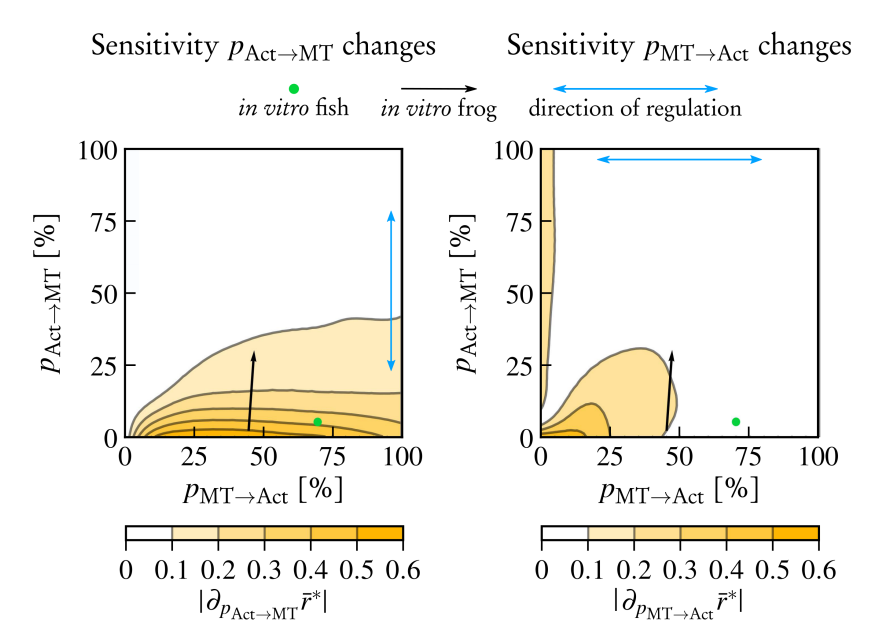 Sensitivity p_Act→MT changes
Sensitivity p_MT→Act changes
in vitro fish
in vitro frog
direction of regulation
100
75
50
25
0
p_Act→MT [%]
0 25 50 75 100
p_MT→Act [%]
0 0.1 0.2 0.3 0.4 0.5 0.6
|∂_{p_Act→MT} r̄*|
100
75
50
25
0
p_Act→MT [%]
0 25 50 75 100
p_MT→Act [%]
0 0.1 0.2 0.3 0.4 0.5 0.6
|∂_{p_MT→Act} r̄*|